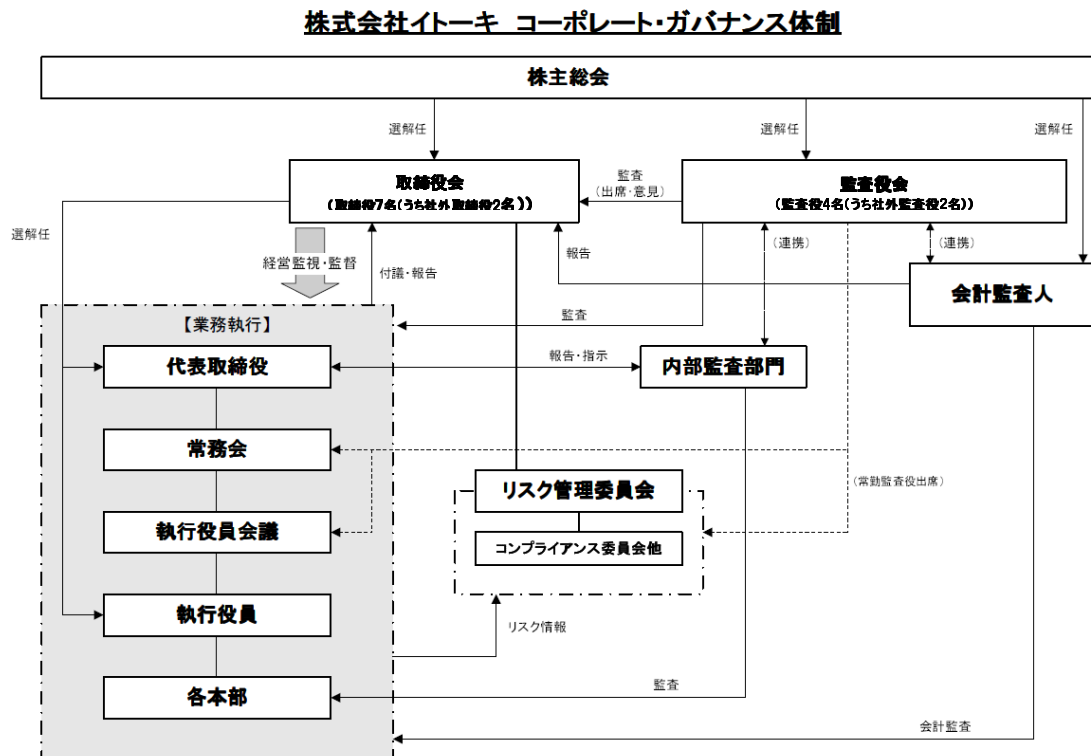 株式会社イトーキ コーポレート・ガバナンス体制
株主総会
選解任
選解任
選解任
取締役会
(取締役7名(うち社外取締役2名))
監査
(出席・意見)
監査役会
(監査役4名(うち社外監査役2名))
選解任
経営監視・監督
付議・報告
報告
(連携)
(連携)
会計監査人
【業務執行】
監査
代表取締役
報告・指示
内部監査部門
常務会
リスク管理委員会
(常勤監査役出席)
執行役員会議
コンプライアンス委員会他
執行役員
リスク情報
各本部
監査
会計監査